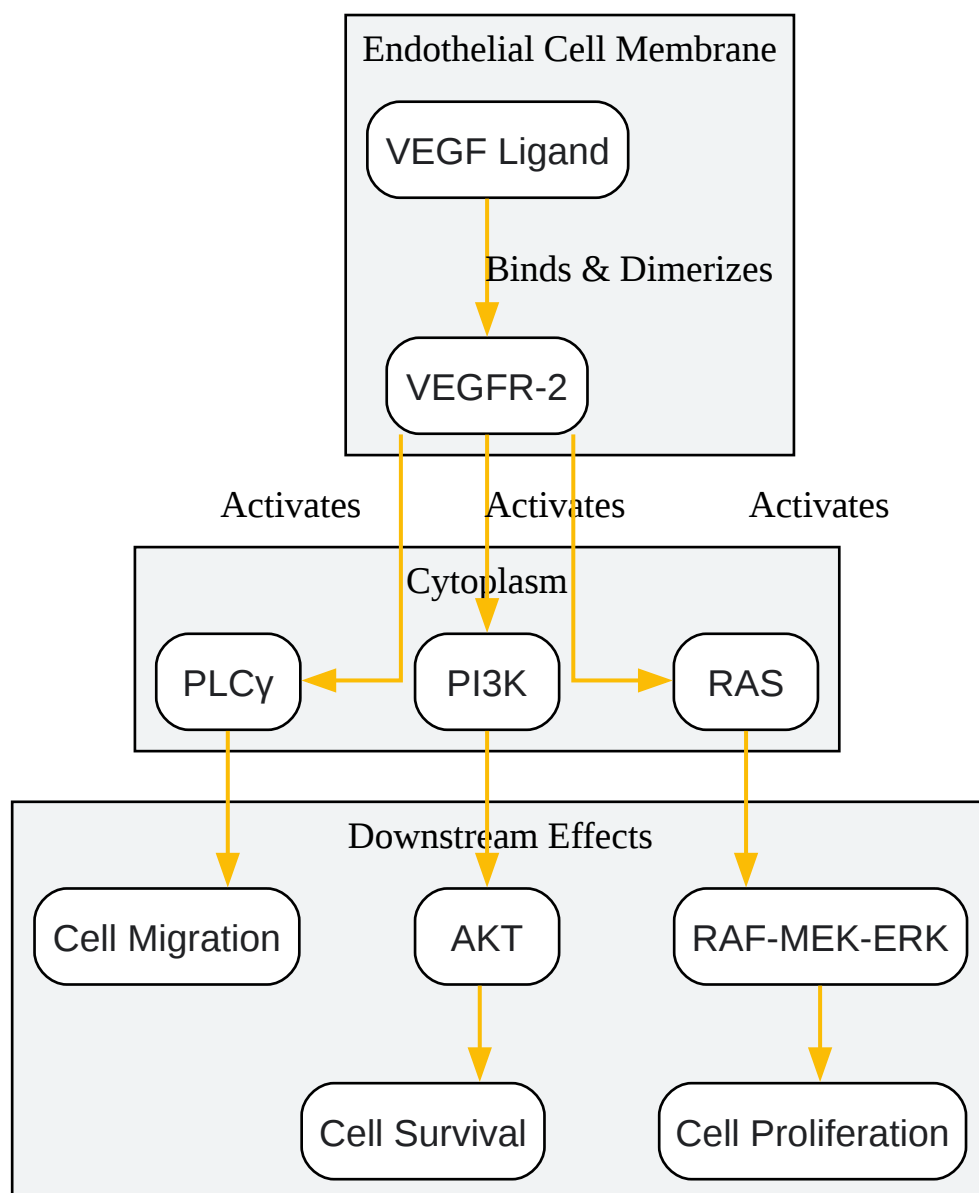 Endothelial Cell Membrane
VEGF Ligand
Binds & Dimerizes
VEGFR-2
Activates
Activates
Activates
Cytoplasm
PLCγ
PI3K
RAS
Downstream Effects
Cell Migration
AKT
RAF-MEK-ERK
Cell Survival
Cell Proliferation